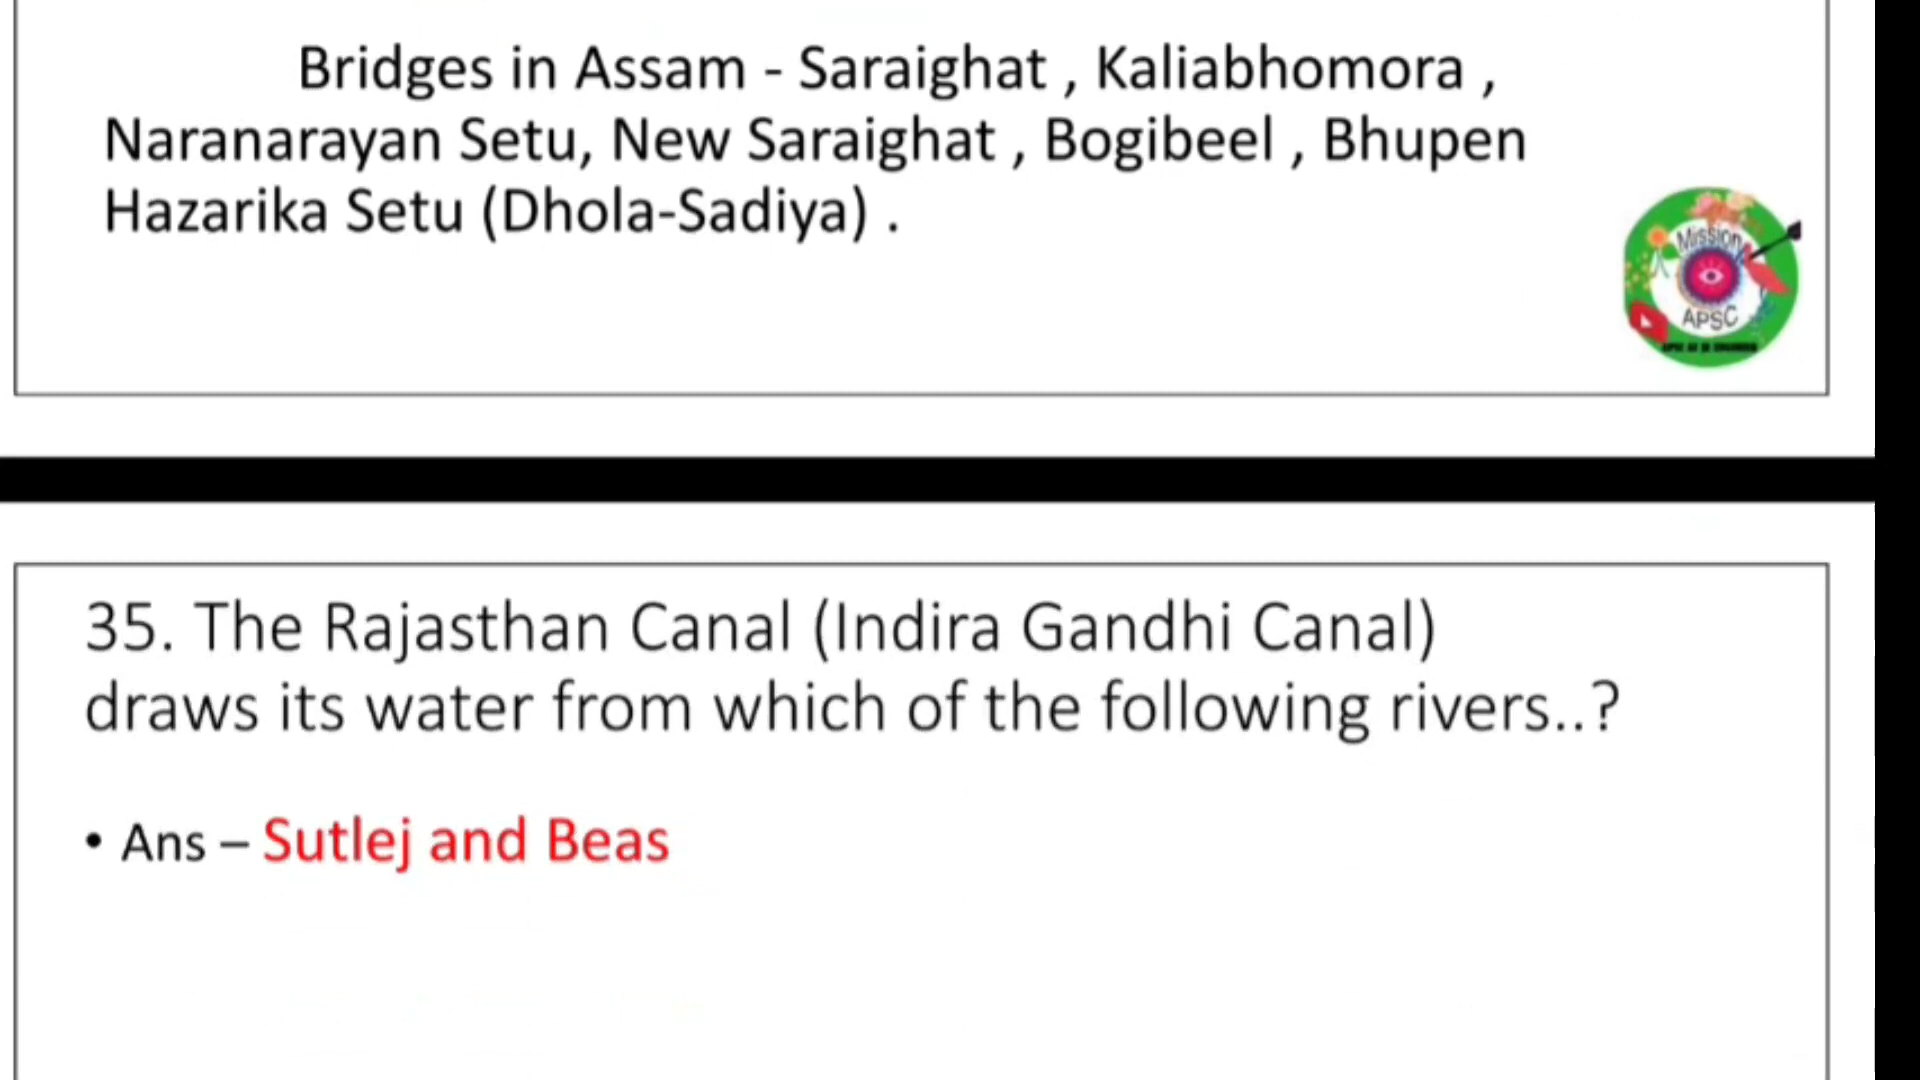 Bridges in Assam - Saraighat , Kaliabhomora ,
Naranarayan Setu, New Saraighat , Bogibeel , Bhupen
Hazarika Setu (Dhola-Sadiya) .
Mission
APSC
35. The Rajasthan Canal (Indira Gandhi Canal)
draws its water from which of the following rivers..?
• Ans – Sutlej and Beas